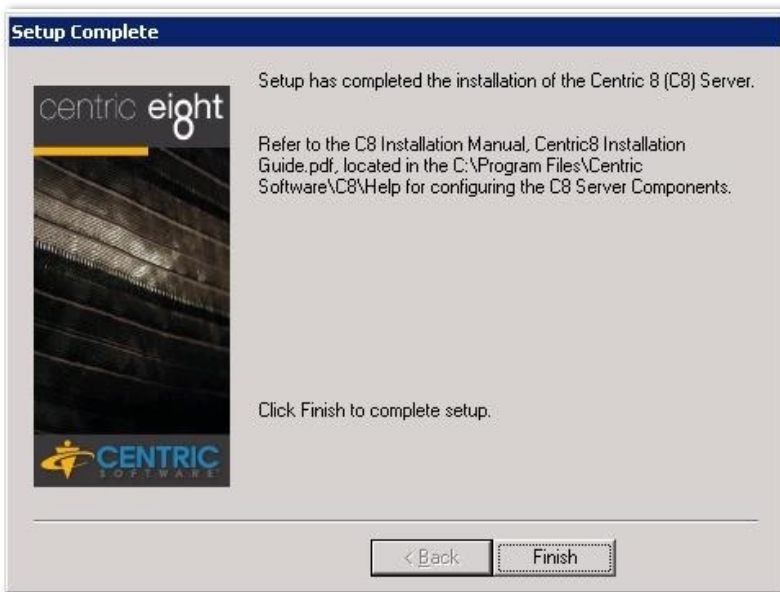 Setup Complete
centric eight
8
Setup has completed the installation of the Centric 8 (C8) Server.
Refer to the C8 Installation Manual, Centric8 Installation
Guide.pdf, located in the C:\Program Files\Centric
Software\C8\Help for configuring the C8 Server Components.
Click Finish to complete setup.
CENTRIC
SOFTWARE
< Back
Finish